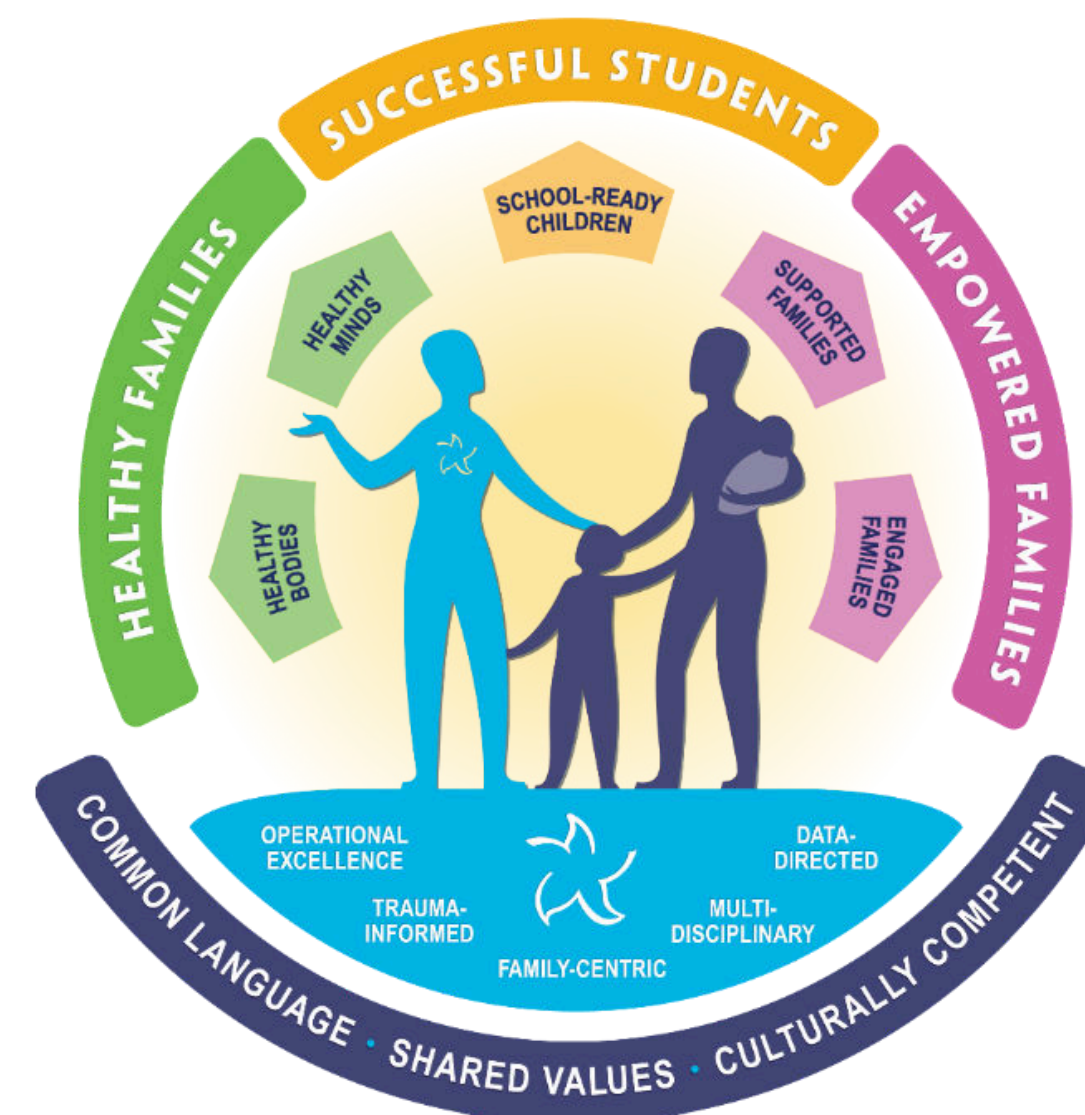 SUCCESSFUL STUDENTS
HEALTHY FAMILIES
EMPOWERED FAMILIES
SCHOOL-READY
CHILDREN
HEALTHY
MINDS
SUPPORTED
FAMILIES
HEALTHY
BODIES
ENGAGED
FAMILIES
OPERATIONAL
EXCELLENCE
DATA-
DIRECTED
TRAUMA-
INFORMED
MULTI-
DISCIPLINARY
FAMILY-CENTRIC
COMMON LANGUAGE · SHARED VALUES · CULTURALLY COMPETENT